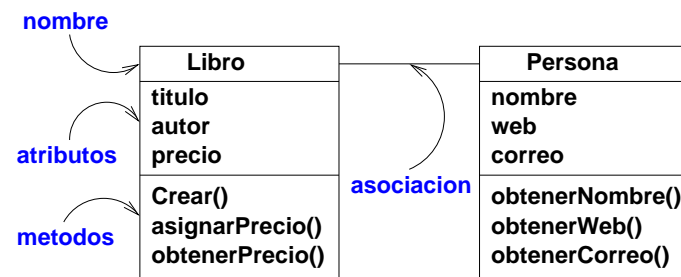 nombre
Libro
titulo
autor
precio
Crear()
asignarPrecio()
obtenerPrecio()
atributos
metodos
asociacion
Persona
nombre
web
correo
obtenerNombre()
obtenerWeb()
obtenerCorreo()